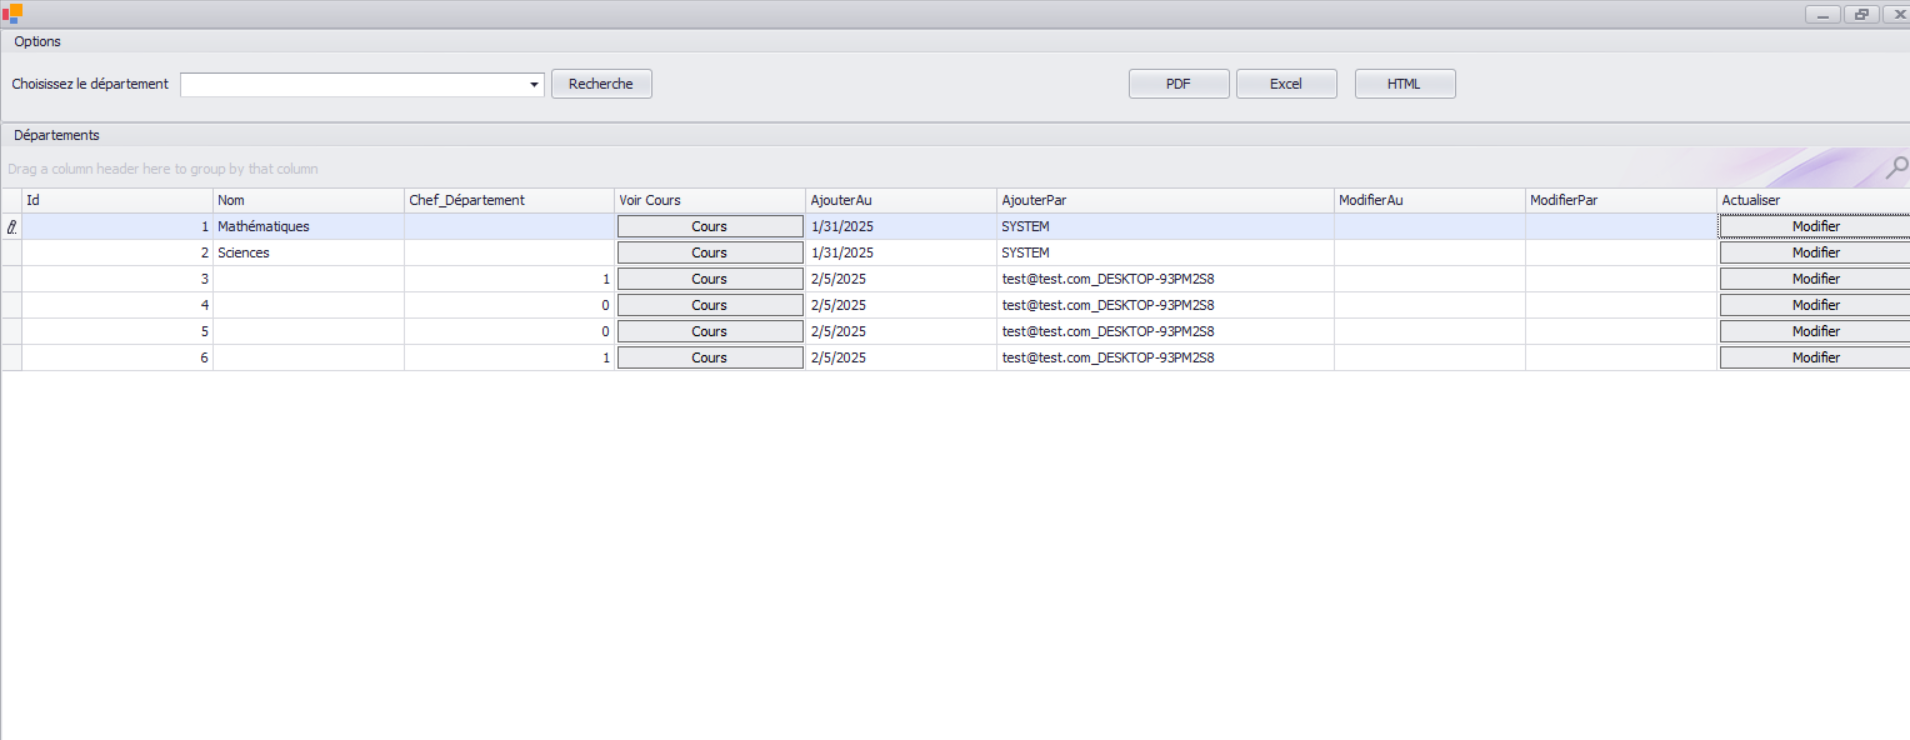 Options
Choisissez le département Recherche PDF Excel HTML
Départements
Drag a column header here to group by that column
Id Nom Chef_Département Voir Cours AjouterAu AjouterPar ModifierAu ModifierPar Actualiser
1 Mathématiques Cours 1/31/2025 SYSTEM Modifier
2 Sciences Cours 1/31/2025 SYSTEM Modifier
3 1 Cours 2/5/2025 test@test.com_DESKTOP-93PM2S8 Modifier
4 0 Cours 2/5/2025 test@test.com_DESKTOP-93PM2S8 Modifier
5 0 Cours 2/5/2025 test@test.com_DESKTOP-93PM2S8 Modifier
6 1 Cours 2/5/2025 test@test.com_DESKTOP-93PM2S8 Modifier